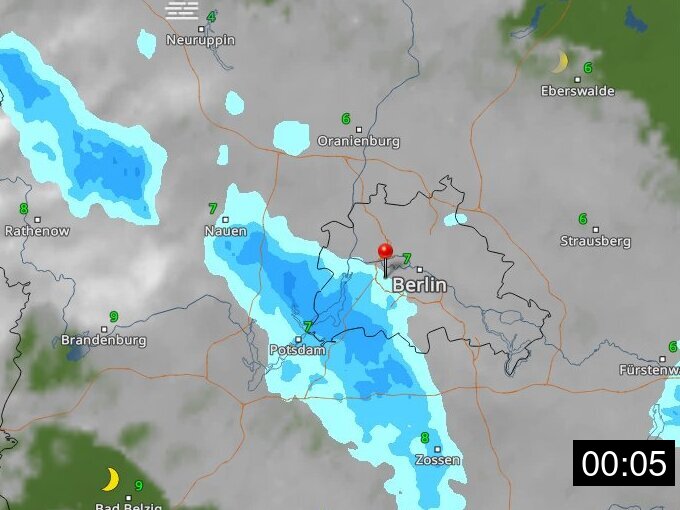 4
Neuruppin
6
Eberswalde
6
Oranienburg
8
Rathenow
7
Nauen
6
Strausberg
7
Berlin
9
Brandenburg
7
Potsdam
6
Fürstenwa
8
Zossen
00:05
9
Bad Belzig